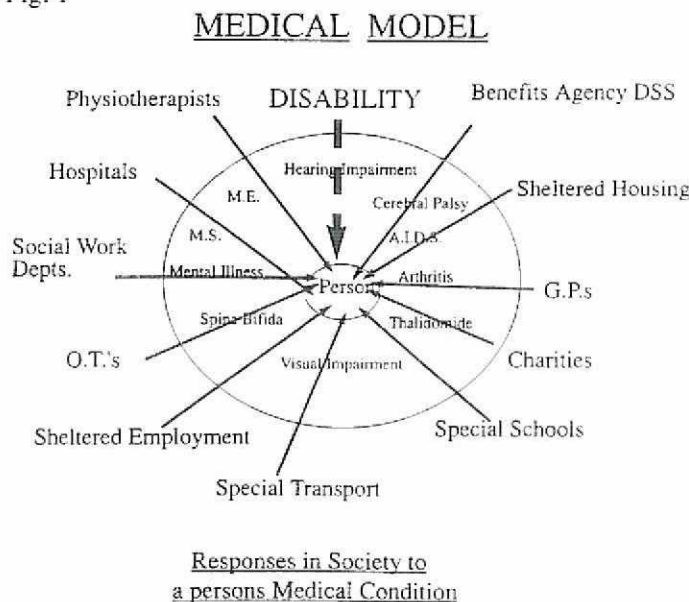 MEDICAL MODEL
Physiotherapists
DISABILITY
Benefits Agency DSS
Hospitals
Hearing Impairment
M.E.
Cerebral Palsy
Sheltered Housing
M.S.
A.I.D.S.
Social Work
Depts.
Mental Illness
Person
Arthritis
G.P.s
Spina Bifida
Thalidomide
O.T.'s
Visual Impairment
Charities
Sheltered Employment
Special Schools
Special Transport
Responses in Society to
a persons Medical Condition